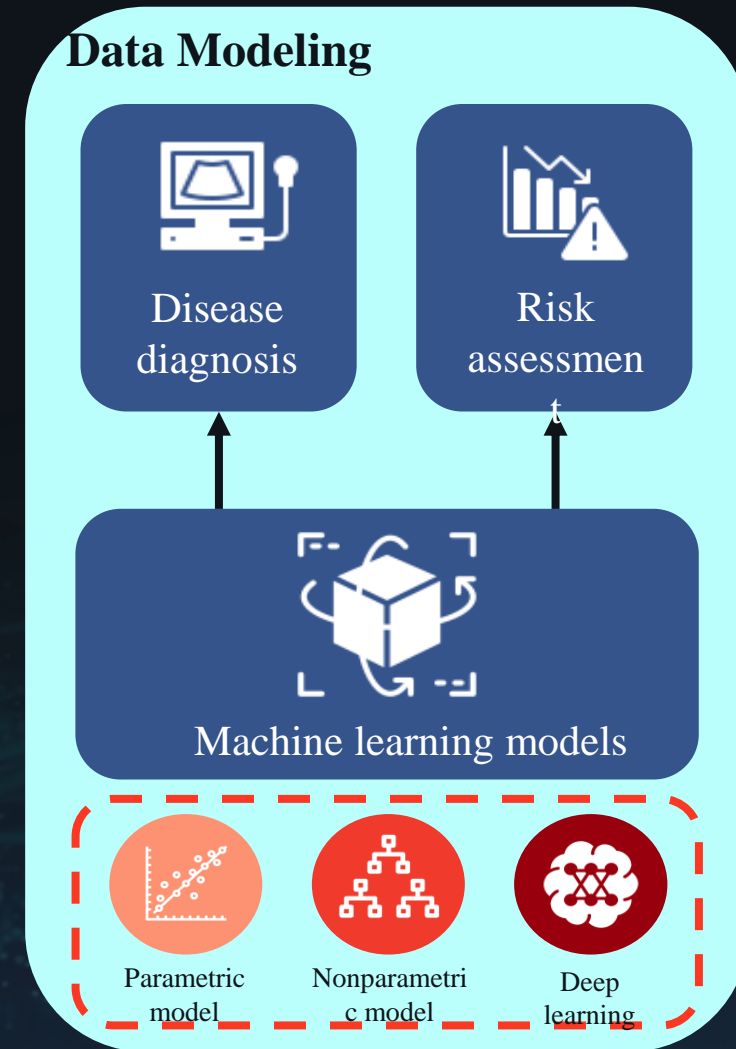 Data Modeling
Disease
diagnosis
Risk
assessmen
t
Machine learning models
Parametric
model
Nonparametri
c model
Deep
learning